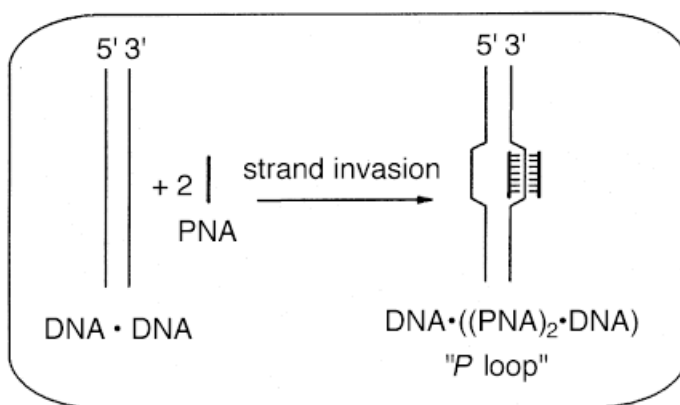 5' 3'
5' 3'
+ 2
PNA
strand invasion
DNA · DNA
DNA·((PNA)₂·DNA)
"P loop"